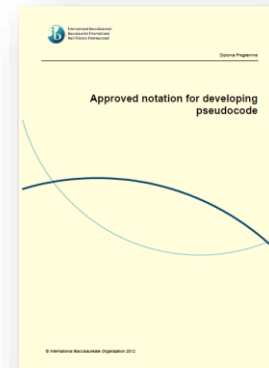 International Baccalaureate
Baccalauréat International
Bachillerato Internacional
Diploma Programme
Approved notation for developing
pseudocode
© International Baccalaureate Organization 2012